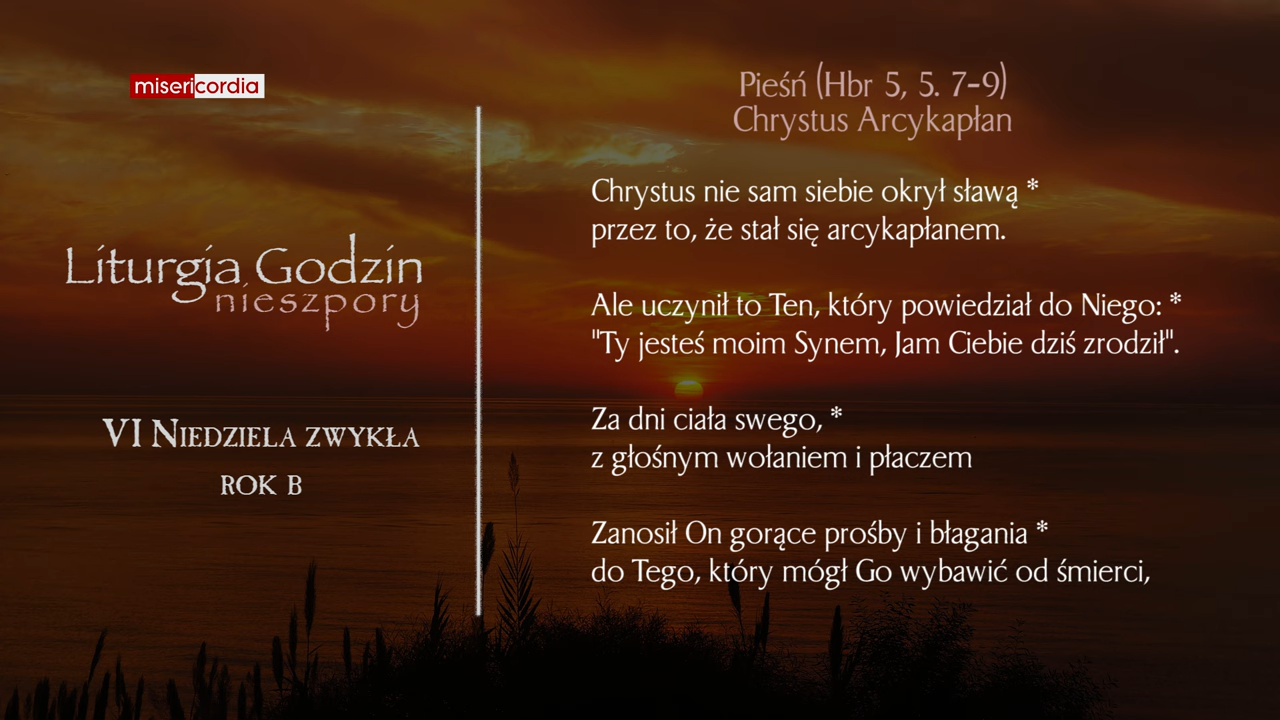 misericordia
Liturgia Godzin
nieszpory
VI Niedziela zwykła
rok B
Pieśń (Hbr 5, 5. 7-9)
Chrystus Arcykapłan
Chrystus nie sam siebie okrył sławą *
przez to, że stał się arcykapłanem.
Ale uczynił to Ten, który powiedział do Niego: *
"Ty jesteś moim Synem, Jam Ciebie dziś zrodził".
Za dni ciała swego, *
z głośnym wołaniem i płaczem
Zanosił On gorące prośby i błagania *
do Tego, który mógł Go wybawić od śmierci,